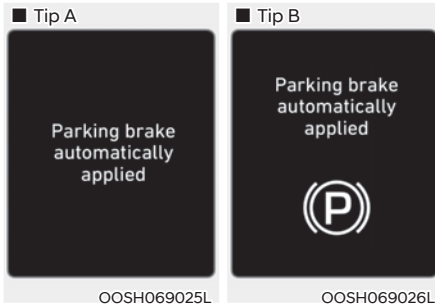 ■ Tip A
Parking brake
automatically
applied
OOSH069025L
■ Tip B
Parking brake
automatically
applied
P
OOSH069026L